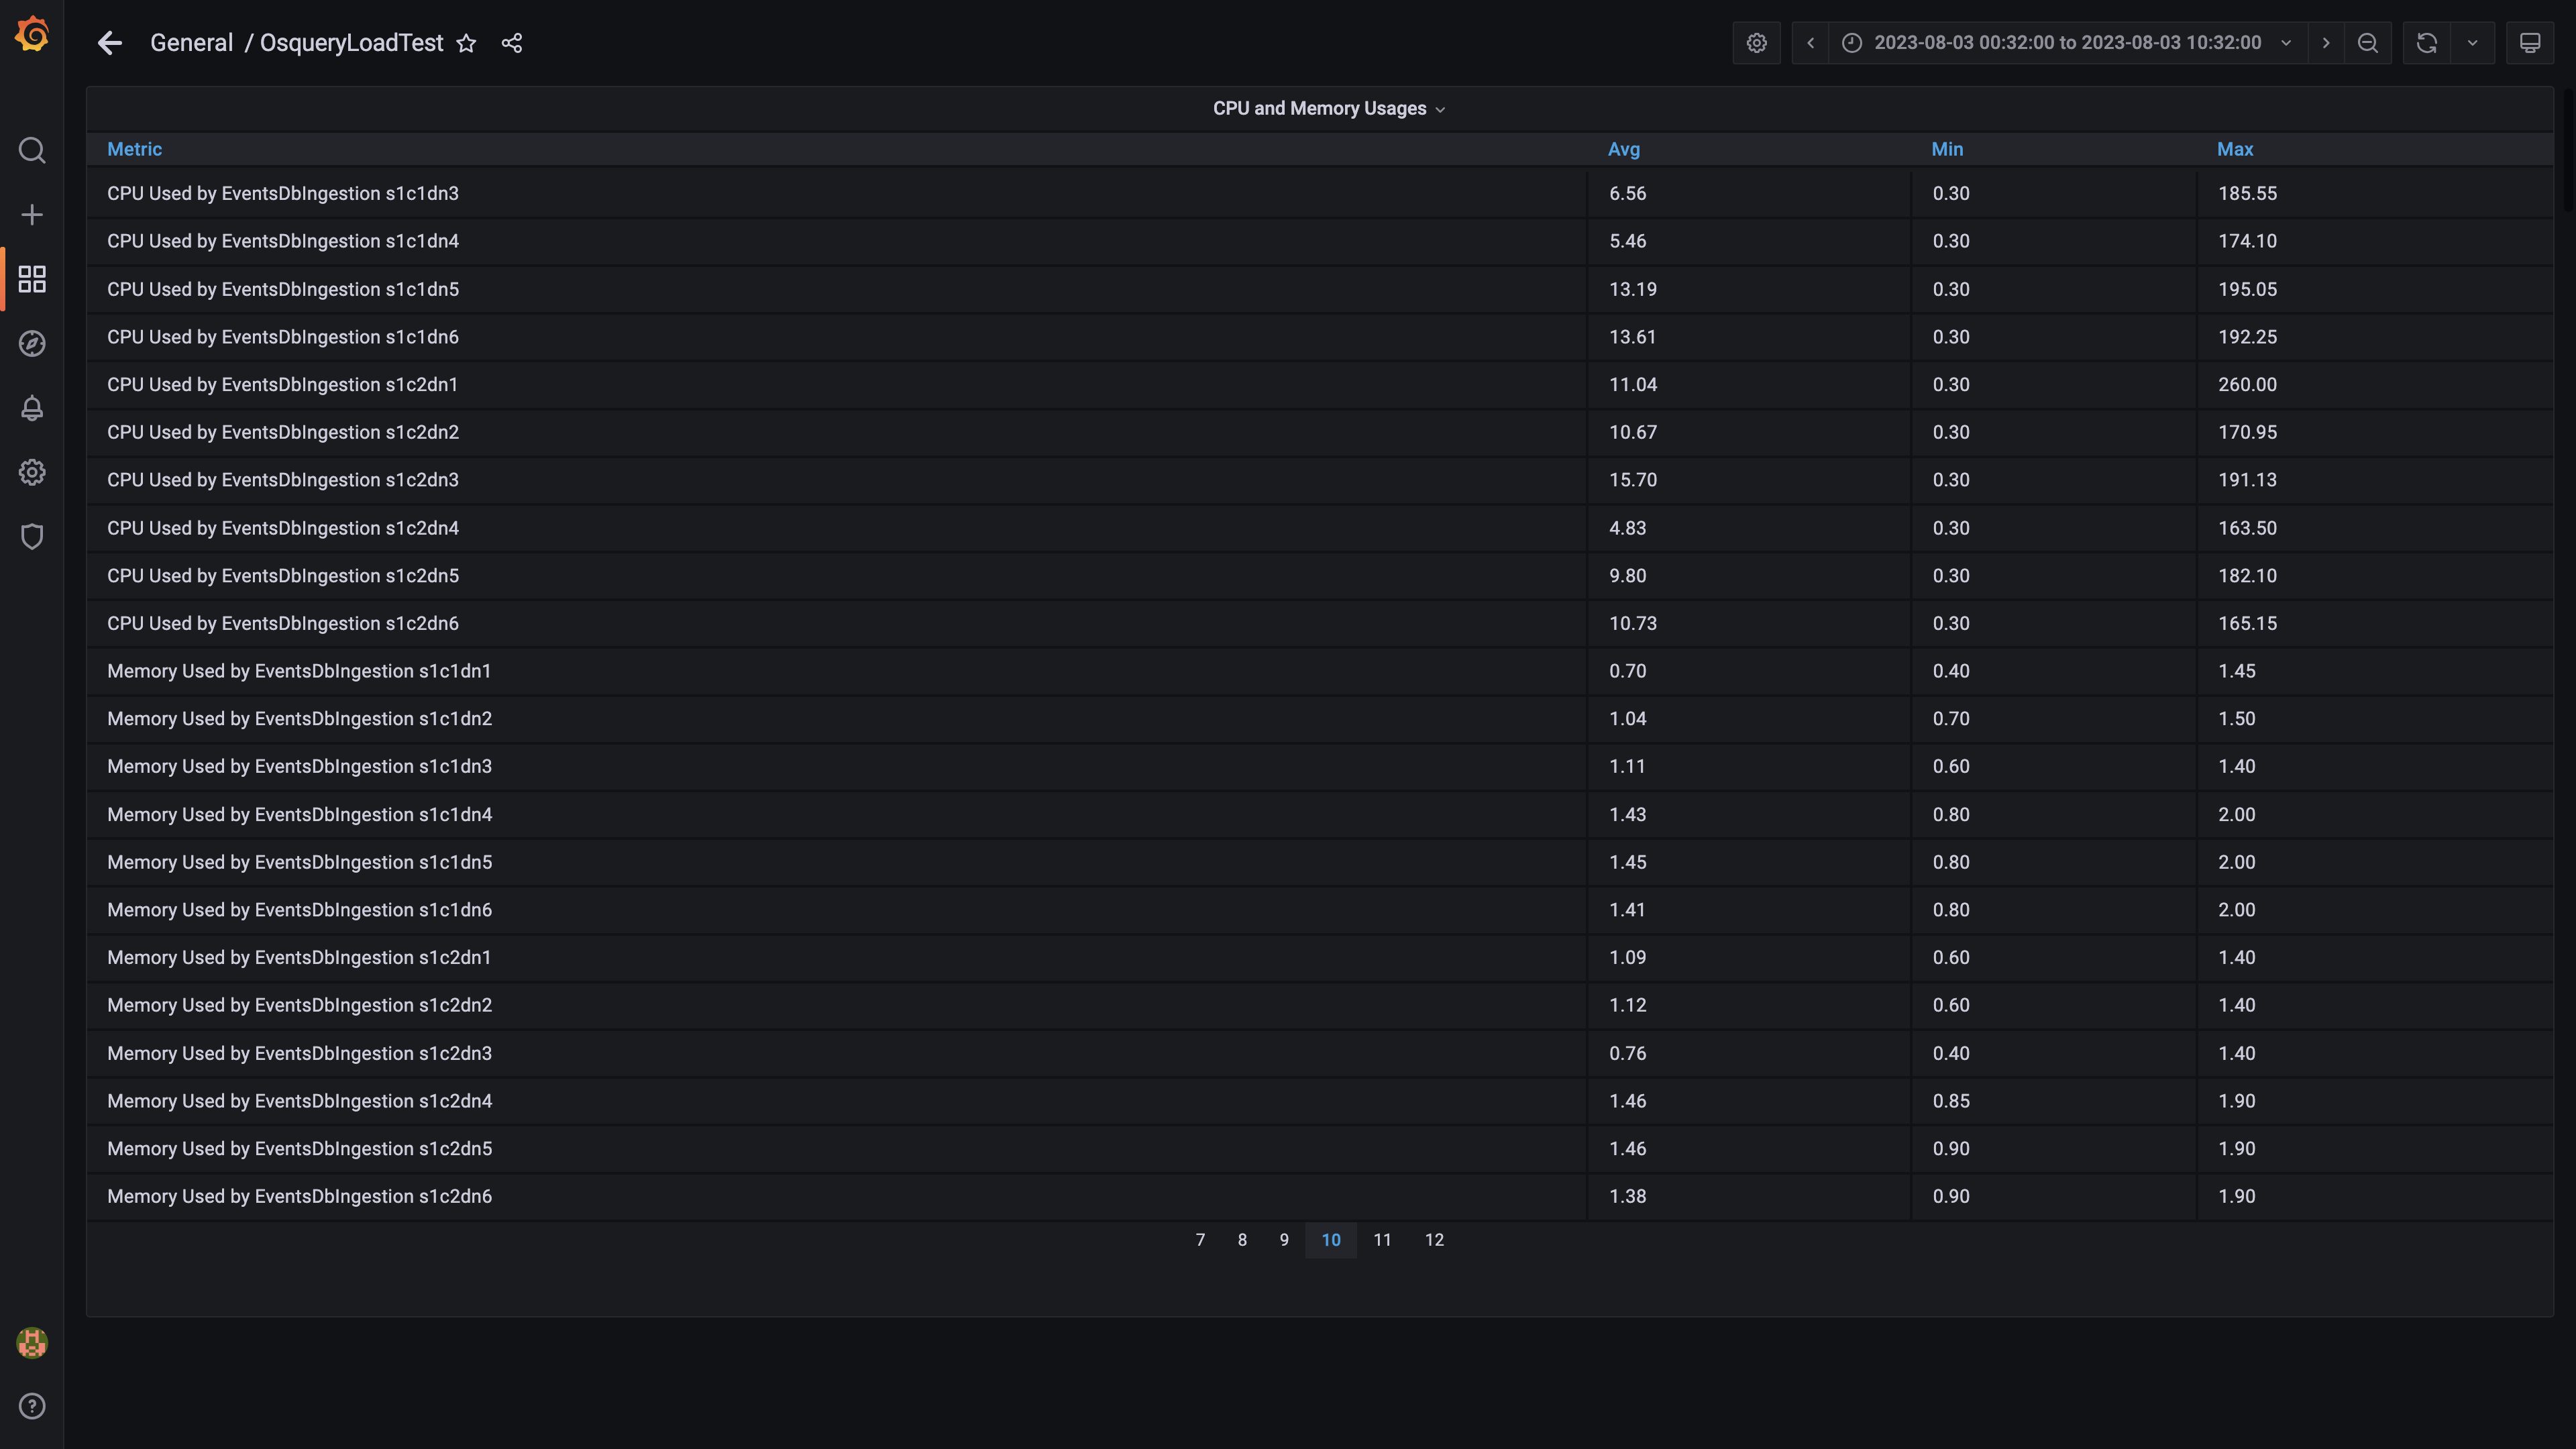 General / OsqueryLoadTest
2023-08-03 00:32:00 to 2023-08-03 10:32:00
CPU and Memory Usages
Metric Avg Min Max
CPU Used by EventsDbIngestion s1c1dn3 6.56 0.30 185.55
CPU Used by EventsDbIngestion s1c1dn4 5.46 0.30 174.10
CPU Used by EventsDbIngestion s1c1dn5 13.19 0.30 195.05
CPU Used by EventsDbIngestion s1c1dn6 13.61 0.30 192.25
CPU Used by EventsDbIngestion s1c2dn1 11.04 0.30 260.00
CPU Used by EventsDbIngestion s1c2dn2 10.67 0.30 170.95
CPU Used by EventsDbIngestion s1c2dn3 15.70 0.30 191.13
CPU Used by EventsDbIngestion s1c2dn4 4.83 0.30 163.50
CPU Used by EventsDbIngestion s1c2dn5 9.80 0.30 182.10
CPU Used by EventsDbIngestion s1c2dn6 10.73 0.30 165.15
Memory Used by EventsDbIngestion s1c1dn1 0.70 0.40 1.45
Memory Used by EventsDbIngestion s1c1dn2 1.04 0.70 1.50
Memory Used by EventsDbIngestion s1c1dn3 1.11 0.60 1.40
Memory Used by EventsDbIngestion s1c1dn4 1.43 0.80 2.00
Memory Used by EventsDbIngestion s1c1dn5 1.45 0.80 2.00
Memory Used by EventsDbIngestion s1c1dn6 1.41 0.80 2.00
Memory Used by EventsDbIngestion s1c2dn1 1.09 0.60 1.40
Memory Used by EventsDbIngestion s1c2dn2 1.12 0.60 1.40
Memory Used by EventsDbIngestion s1c2dn3 0.76 0.40 1.40
Memory Used by EventsDbIngestion s1c2dn4 1.46 0.85 1.90
Memory Used by EventsDbIngestion s1c2dn5 1.46 0.90 1.90
Memory Used by EventsDbIngestion s1c2dn6 1.38 0.90 1.90
7 8 9 10 11 12